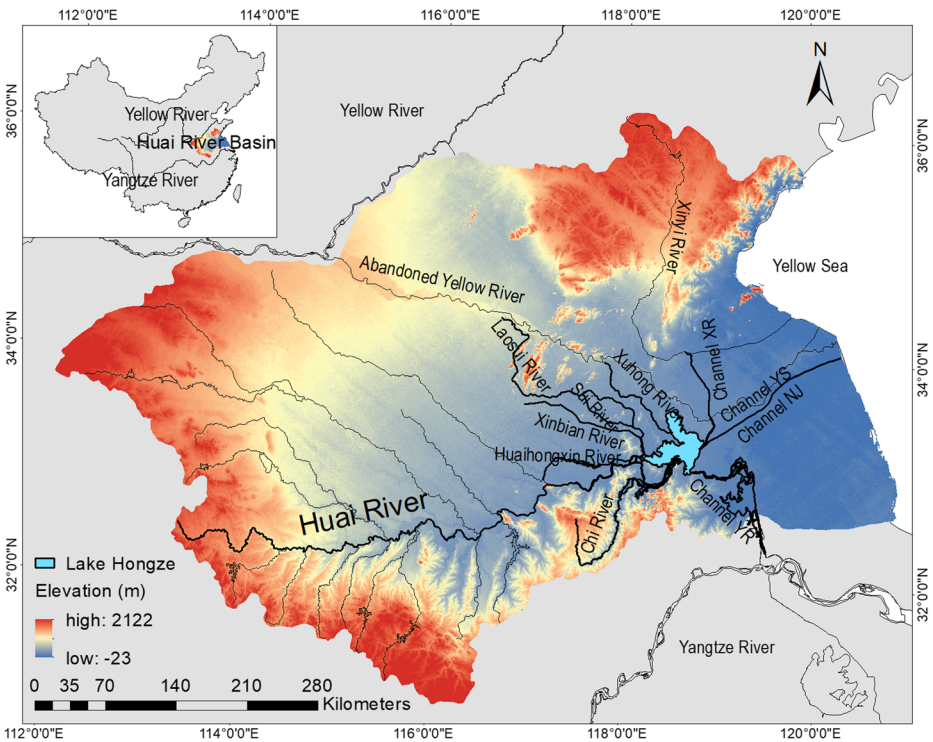 112°0'0"E
114°0'0"E
116°0'0"E
118°0'0"E
120°0'0"E
36°0'0"N
34°0'0"N
32°0'0"N
Yellow River
Huai River Basin
Yangtze River
Yellow River
N
36°0'0"N
34°0'0"N
32°0'0"N
Xinyi River
Yellow Sea
Abandoned Yellow River
Laosui River
Xuhong River
Channel XR
Sui River
Channel YS
Channel NJ
Xinbian River
Huaihongxin River
Huai River
Chi River
Channel YR
Lake Hongze
Elevation (m)
high: 2122
low: -23
Yangtze River
0 35 70 140 210 280
Kilometers
112°0'0"E
114°0'0"E
116°0'0"E
118°0'0"E
120°0'0"E